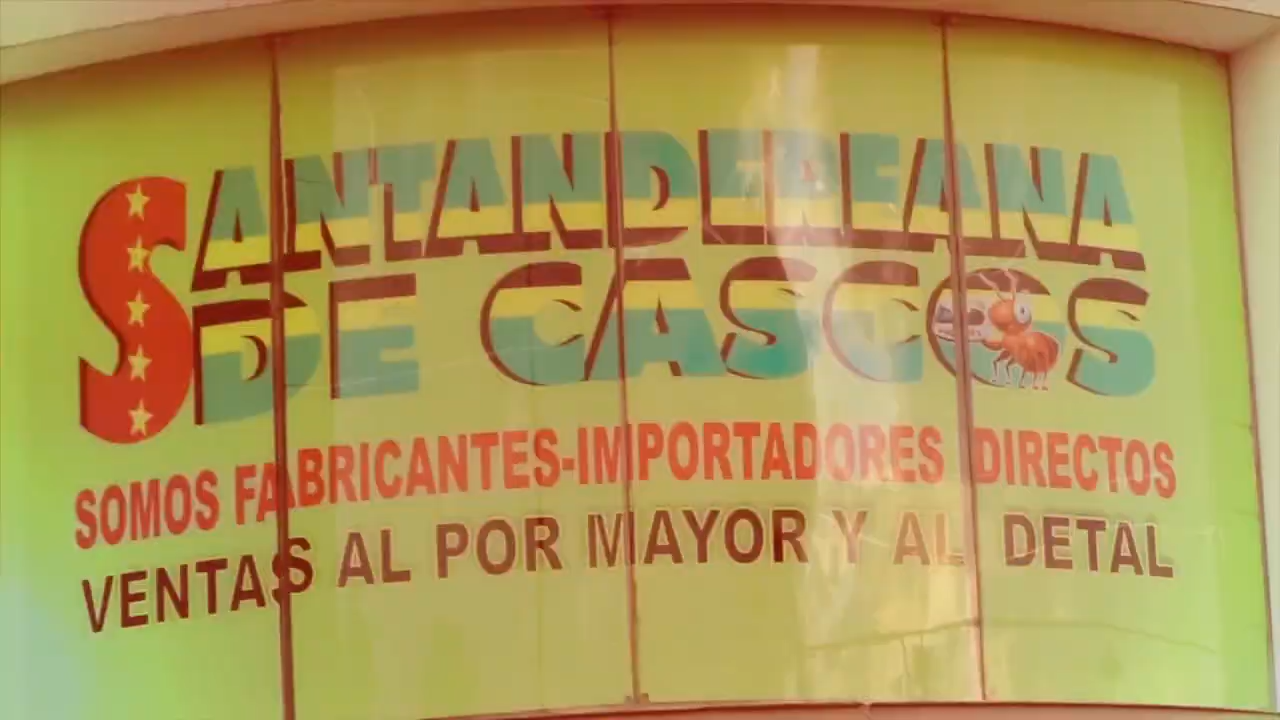 SANTANDEREANA
DE CASCOS
SOMOS FABRICANTES-IMPORTADORES DIRECTOS
VENTAS AL POR MAYOR Y AL DETAL